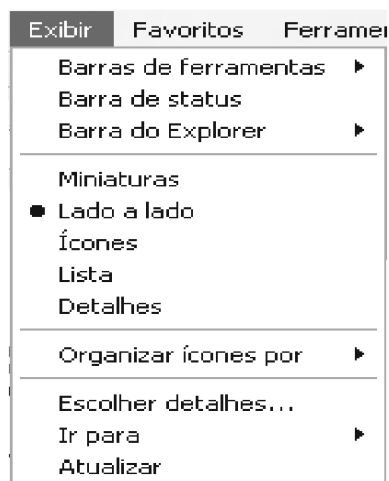 Exibir Favoritos
Barras de ferramentas
Barra de status
Barra do Explorer
Miniaturas
Lado a lado
Ícones
Lista
Detalhes
Organizar ícones por
Escolher detalhes...
Ir para
Atualizar